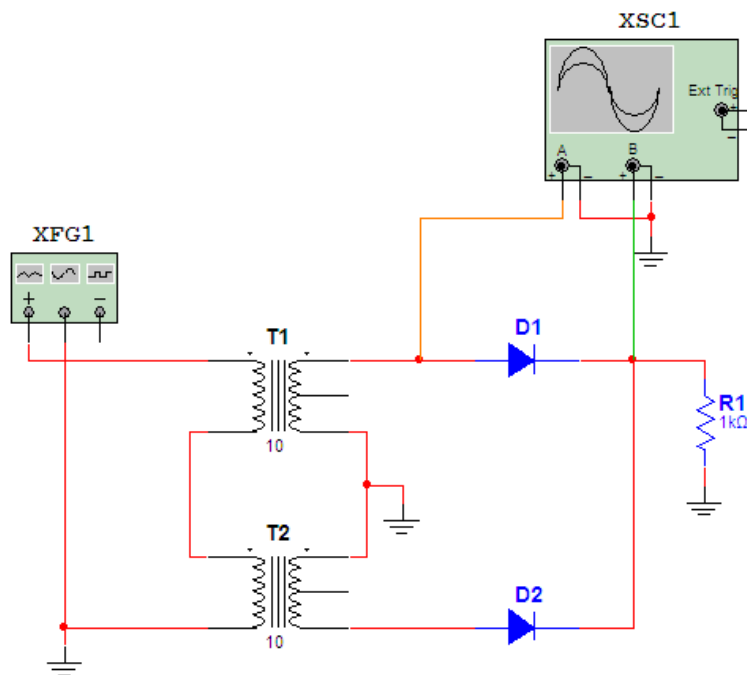 XSC1
Ext Trig
+
−
A
B
+ − + −
XFG1
+ −
T1
10
D1
R1
1kΩ
T2
10
D2